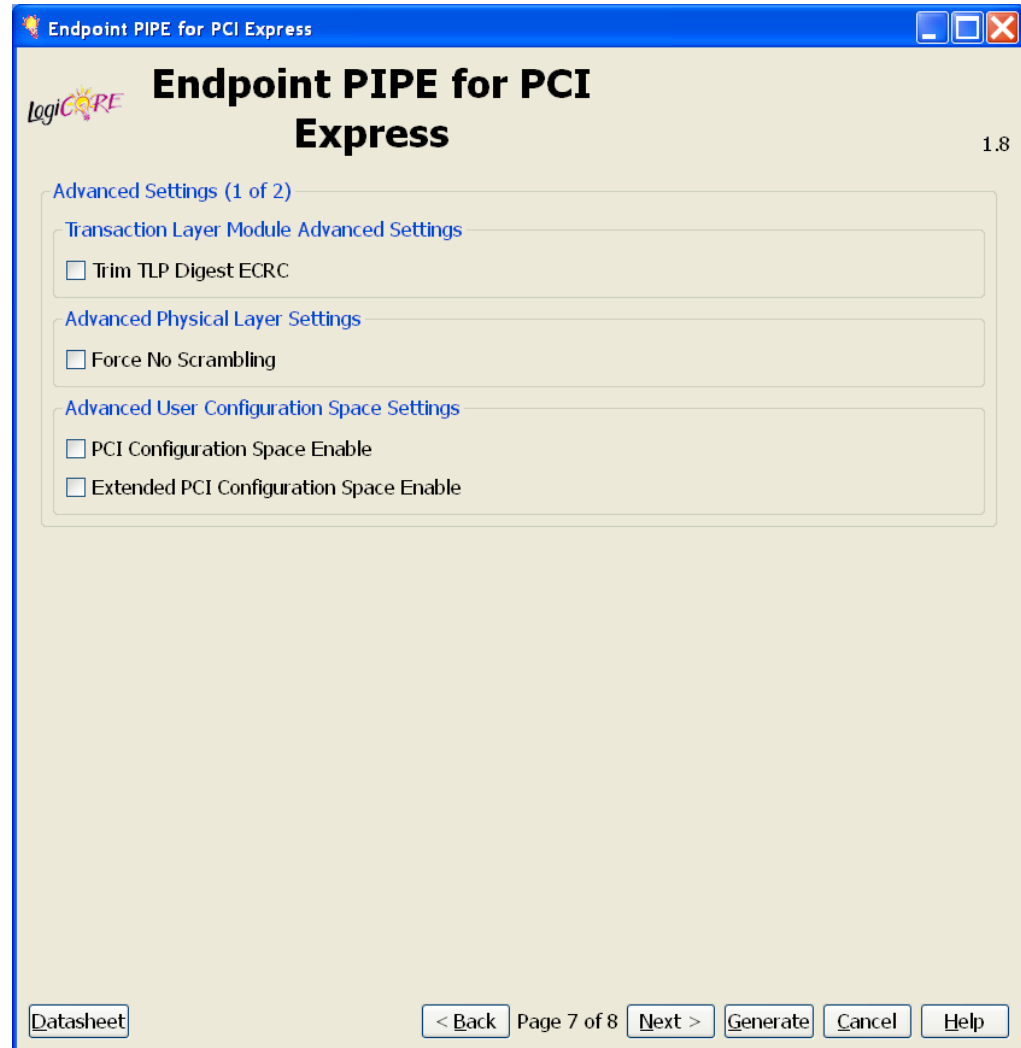 Endpoint PIPE for PCI Express
LogiCORE
Endpoint PIPE for PCI
Express
1.8
Advanced Settings (1 of 2)
Transaction Layer Module Advanced Settings
Trim TLP Digest ECRC
Advanced Physical Layer Settings
Force No Scrambling
Advanced User Configuration Space Settings
PCI Configuration Space Enable
Extended PCI Configuration Space Enable
Datasheet < Back Page 7 of 8 Next > Generate Cancel Help